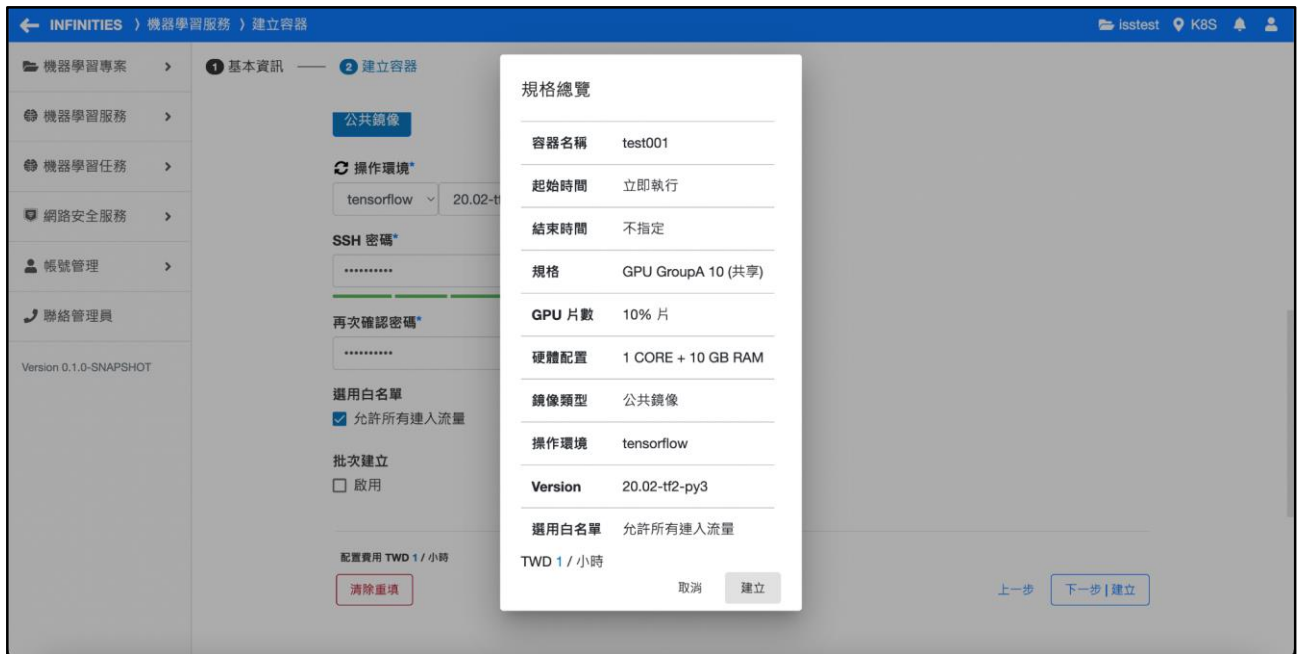 INFINITIES 〉機器學習服務 〉建立容器
isstest K8S
機器學習專案
機器學習服務
機器學習任務
網路安全服務
帳號管理
聯絡管理員
Version 0.1.0-SNAPSHOT
1 基本資訊
2 建立容器
公共鏡像
操作環境*
tensorflow 20.02-t
SSH 密碼*
••••••••••
再次確認密碼*
••••••••••
選用白名單
允許所有連入流量
批次建立
啟用
配置費用 TWD 1 / 小時
清除重填
規格總覽
容器名稱 test001
起始時間 立即執行
結束時間 不指定
規格 GPU GroupA 10 (共享)
GPU 片數 10% 片
硬體配置 1 CORE + 10 GB RAM
鏡像類型 公共鏡像
操作環境 tensorflow
Version 20.02-tf2-py3
選用白名單 允許所有連入流量
TWD 1 / 小時
取消 建立
上一步 下一步 | 建立